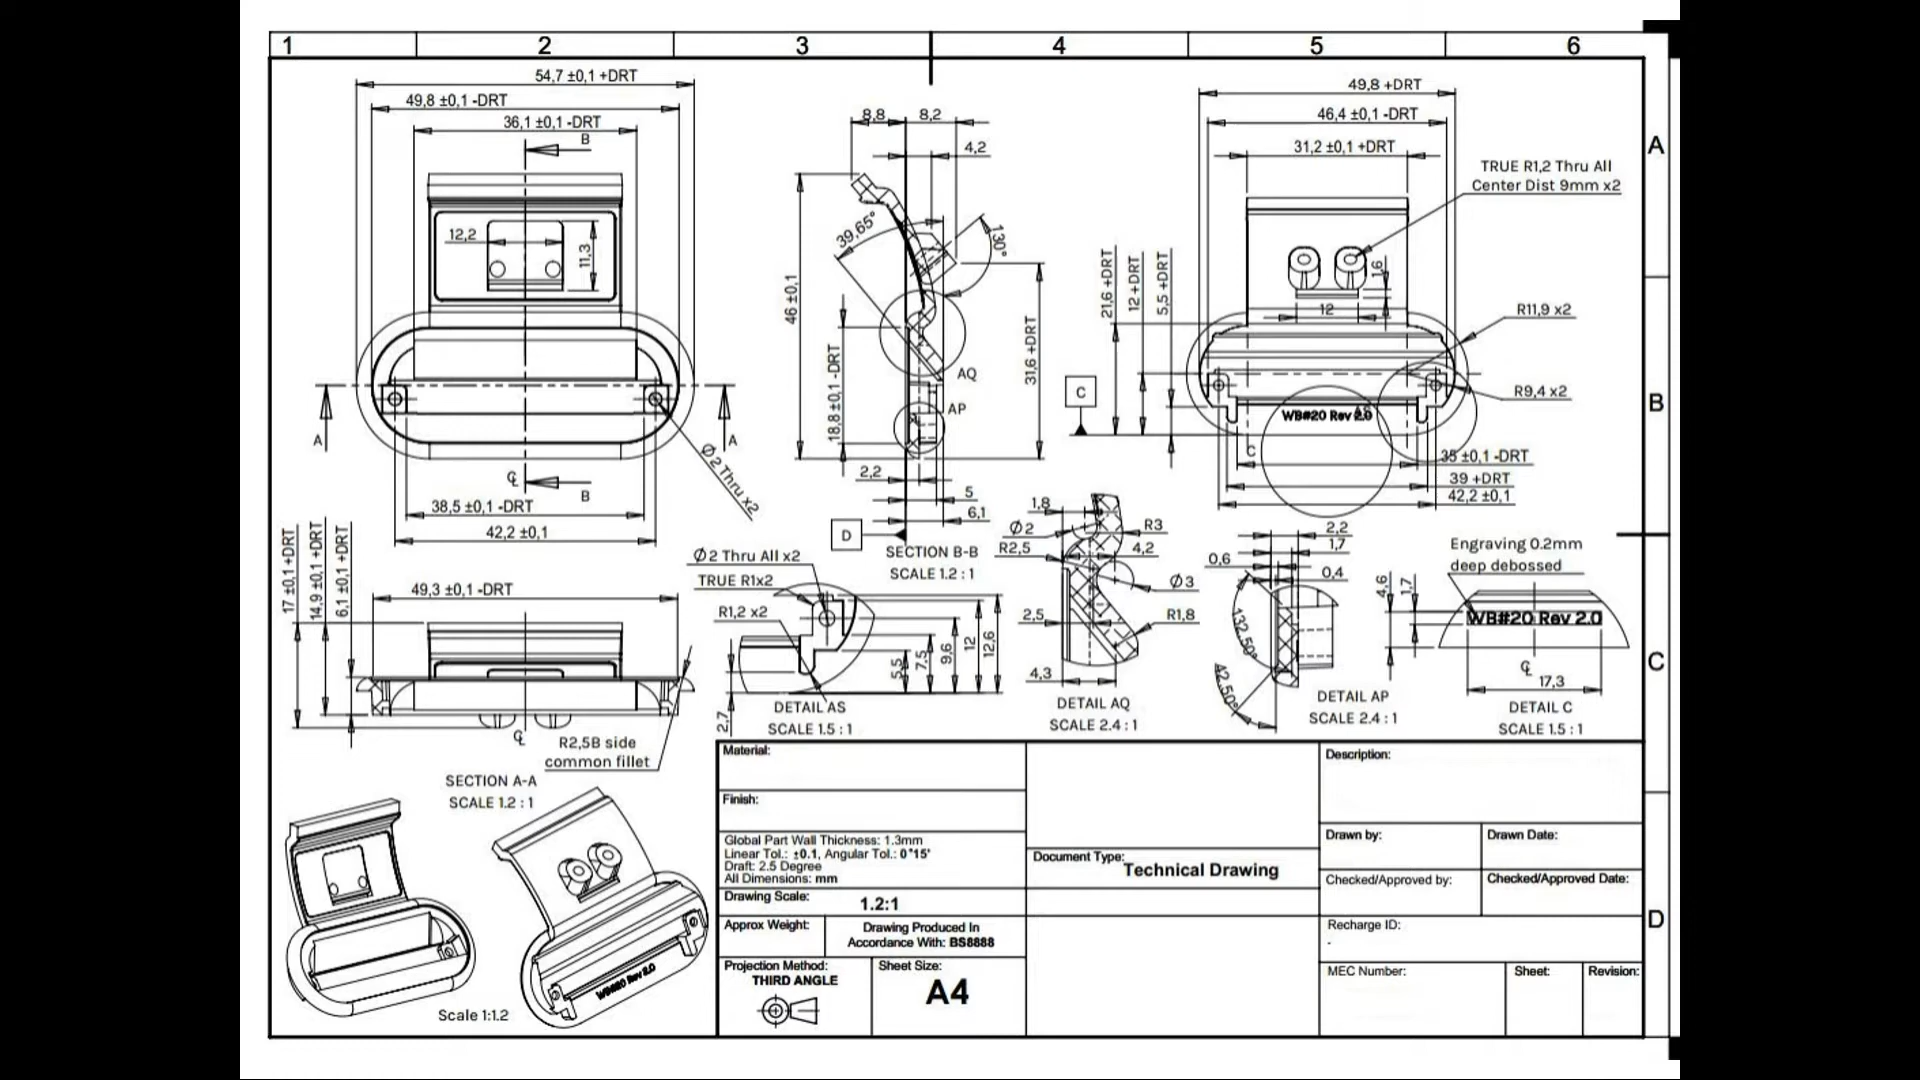 1 2 3 4 5 6
54,7 ±0,1 +DRT
49,8 ±0,1 -DRT
36,1 ±0,1 -DRT
B
12,2
11,3
A
A
Ø2 Thru x2
℄
B
38,5 ±0,1 -DRT
42,2 ±0,1
8,8
8,2
4,2
39,65°
130°
46 ±0,1
18,8 ±0,1 -DRT
31,6 +DRT
AQ
AP
2,2
5
6,1
D
SECTION B-B
SCALE 1.2 : 1
49,8 +DRT
46,4 ±0,1 -DRT
31,2 ±0,1 +DRT
TRUE R1,2 Thru All
Center Dist 9mm x2
A
1,6
12
21,6 +DRT
12 +DRT
5,5 +DRT
R11,9 x2
R9,4 x2
B
C
WB#20 Rev 2.0
AS
C
35 ±0,1 -DRT
39 +DRT
42,2 ±0,1
17 ±0,1 +DRT
14,9 ±0,1 +DRT
6,1 ±0,1 +DRT
49,3 ±0,1 -DRT
℄
R2,5B side
common fillet
SECTION A-A
SCALE 1.2 : 1
Ø2 Thru All x2
TRUE R1x2
R1,2 x2
5,5
7,5
9,6
12
12,6
2,7
DETAIL AS
SCALE 1.5 : 1
1,8
Ø2
R3
R2,5
4,2
Ø3
2,5
R1,8
4,3
DETAIL AQ
SCALE 2.4 : 1
2,2
1,7
0,6
0,4
132,50°
42,50°
DETAIL AP
SCALE 2.4 : 1
Engraving 0.2mm
deep debossed
4,6
1,7
WB#20 Rev 2.0
℄
17,3
DETAIL C
SCALE 1.5 : 1
C
WB#20 Rev 2.0
Scale 1:1.2
Material:
Finish:
Global Part Wall Thickness: 1.3mm
Linear Tol.: ±0.1, Angular Tol.: 0°15'
Draft: 2.5 Degree
All Dimensions: mm
Drawing Scale:
1.2:1
Approx Weight:
Drawing Produced In
Accordance With: BS8888
Projection Method:
THIRD ANGLE
Sheet Size:
A4
Document Type:
Technical Drawing
Description:
Drawn by:
Drawn Date:
Checked/Approved by:
Checked/Approved Date:
Recharge ID:
-
MEC Number:
Sheet:
Revision:
D